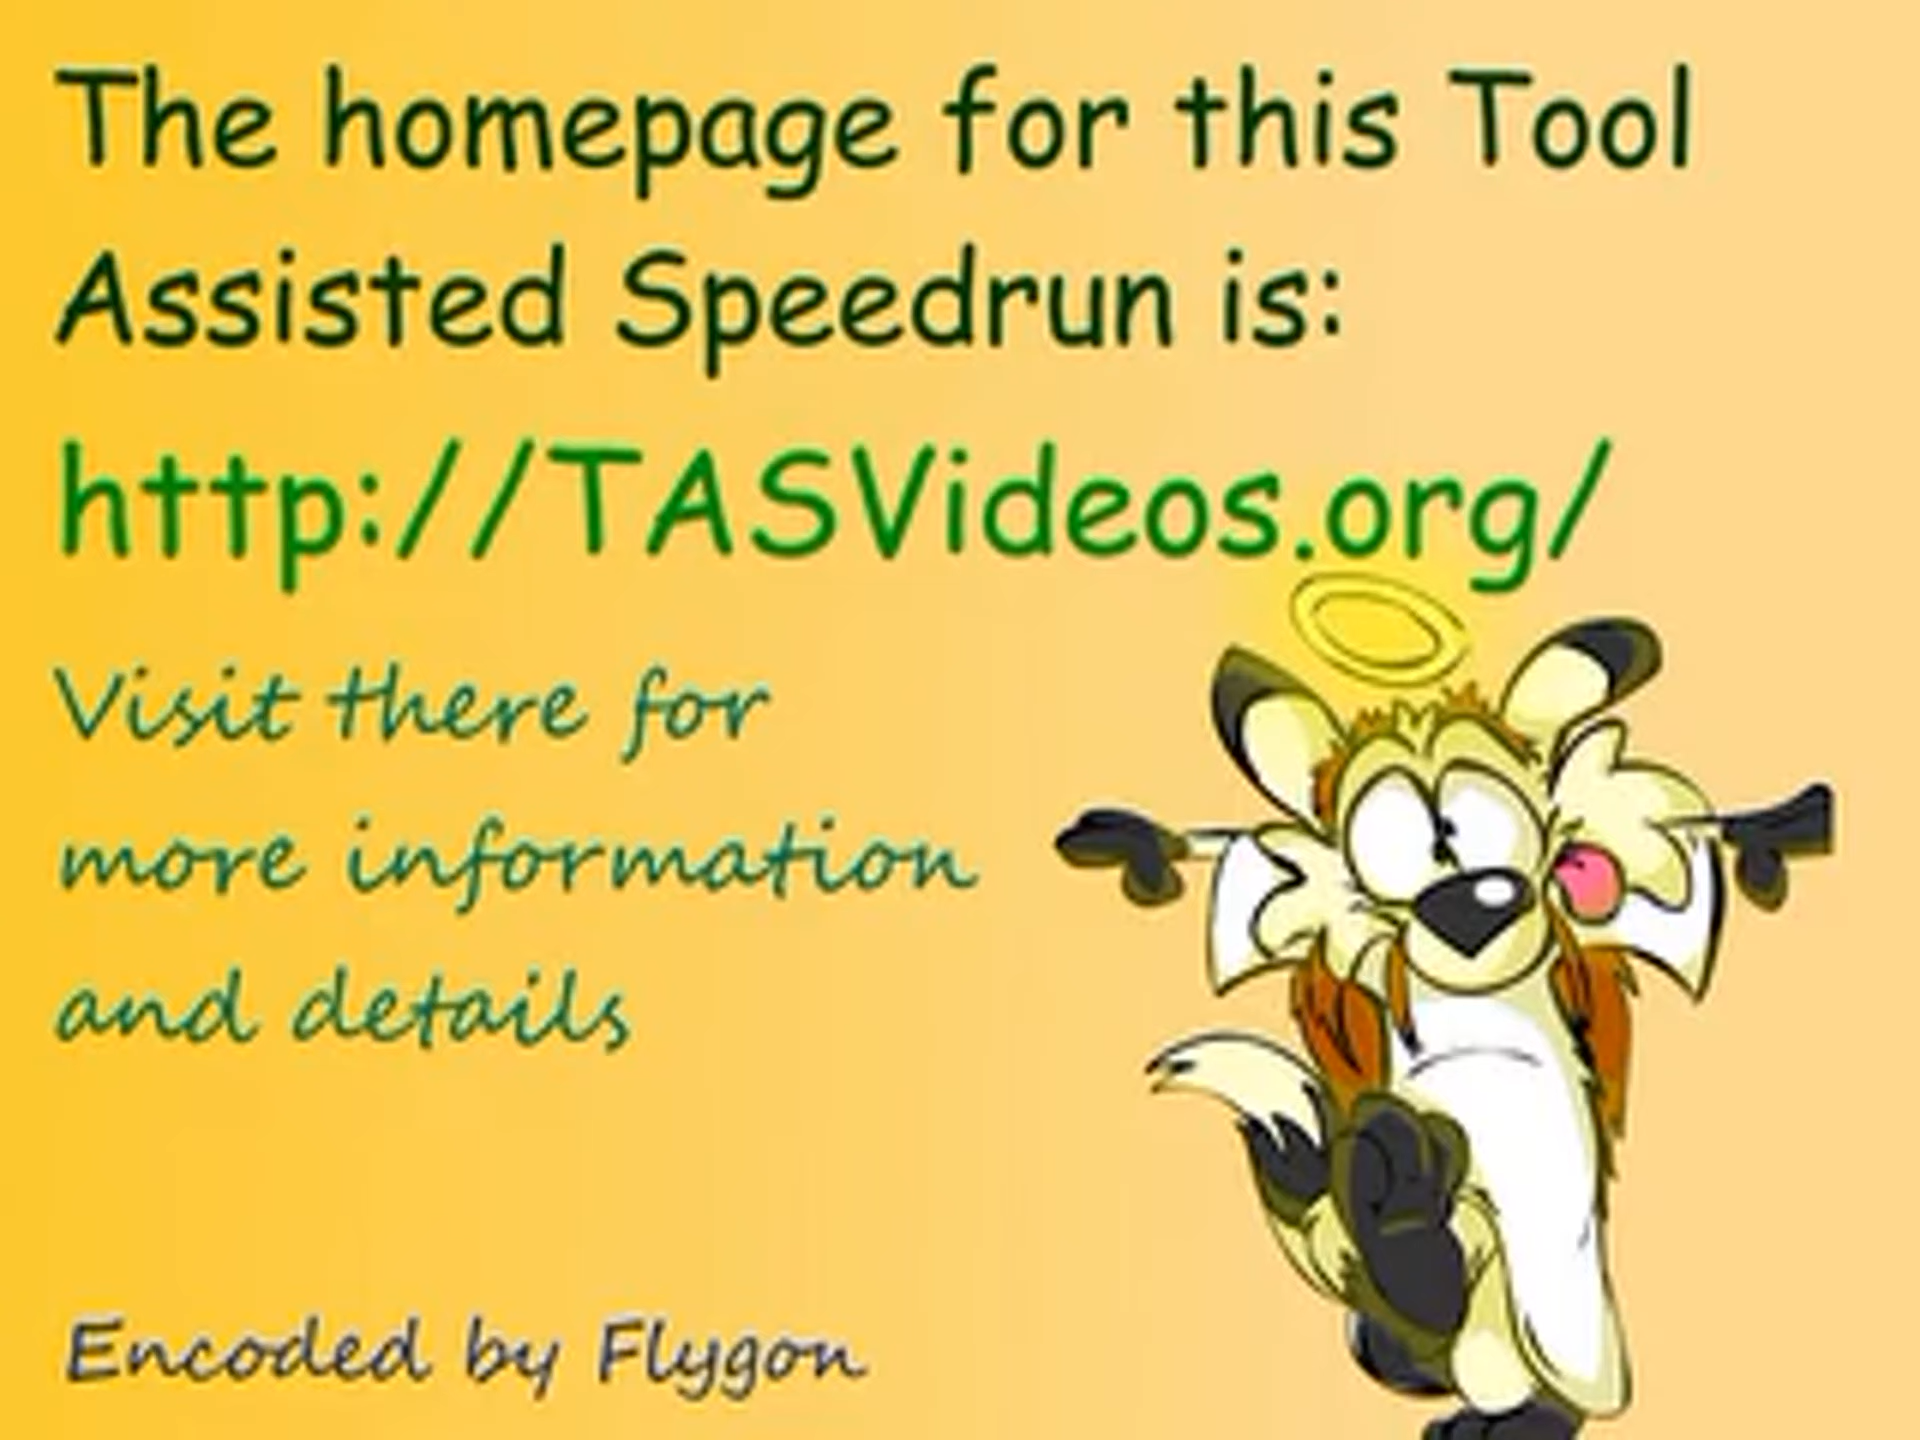 The homepage for this Tool
Assisted Speedrun is:
http://TASVideos.org/
Visit there for
more information
and details
Encoded by Flygon